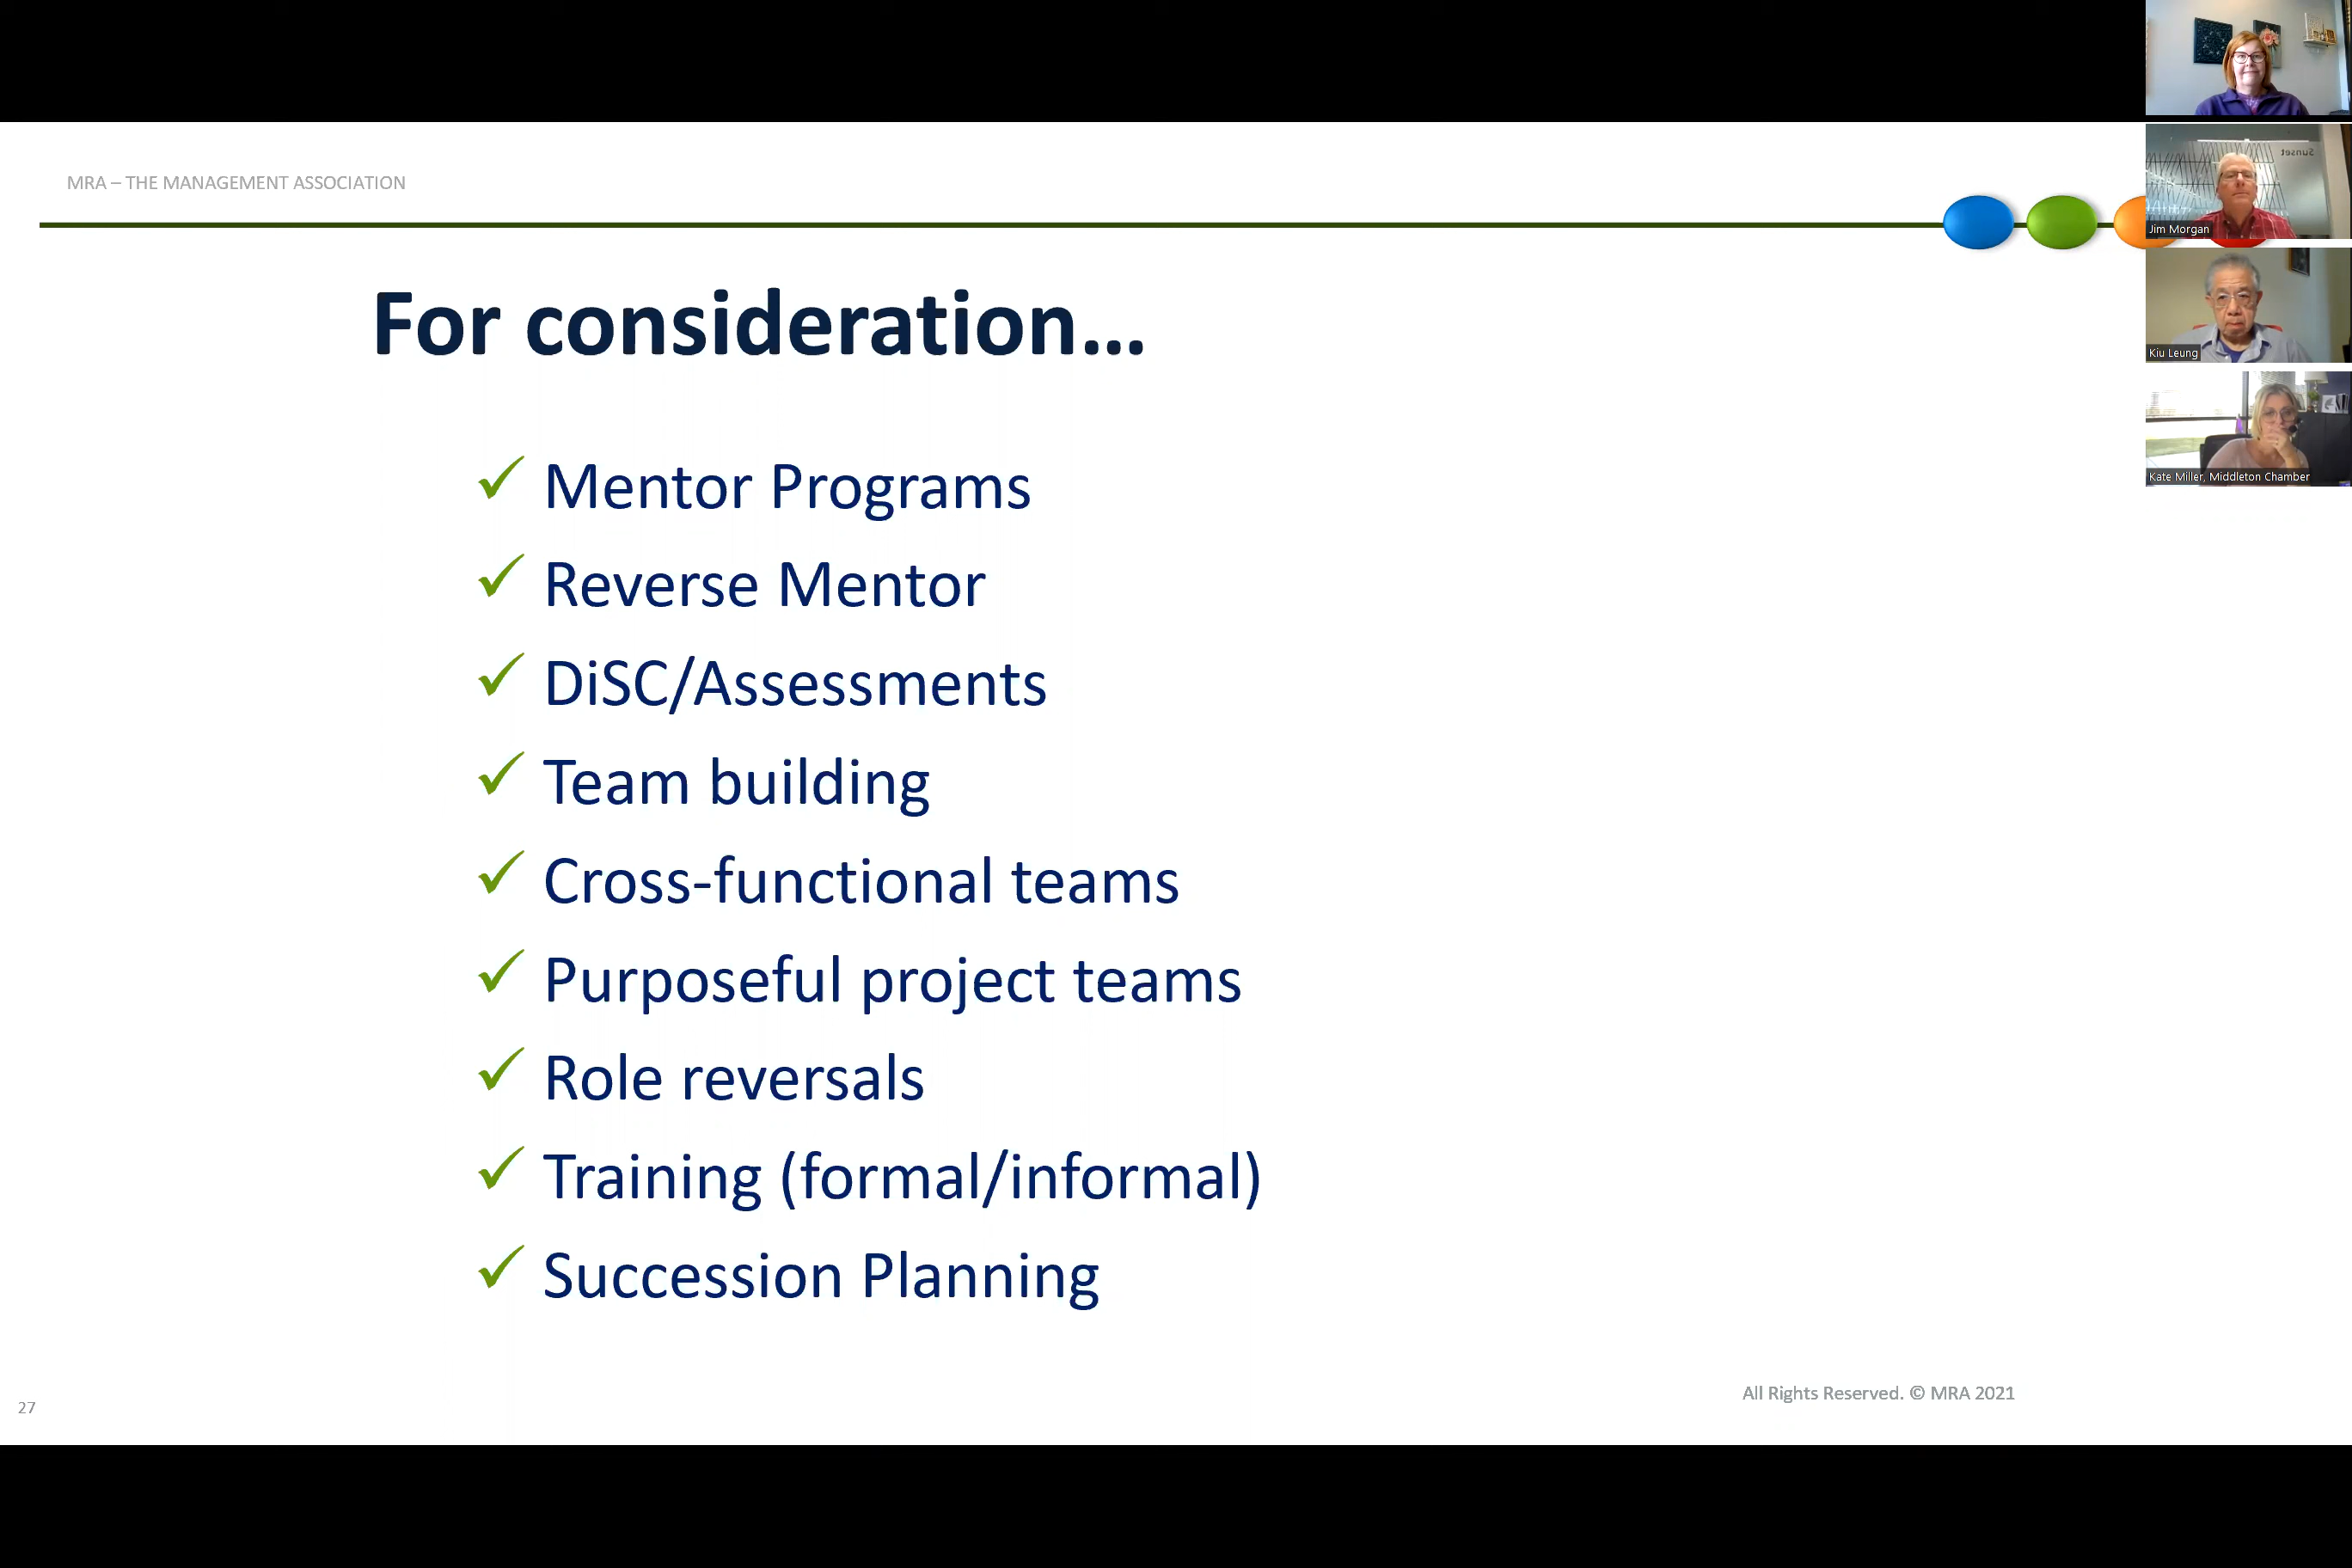 MRA – THE MANAGEMENT ASSOCIATION
For consideration...
✓ Mentor Programs
✓ Reverse Mentor
✓ DiSC/Assessments
✓ Team building
✓ Cross-functional teams
✓ Purposeful project teams
✓ Role reversals
✓ Training (formal/informal)
✓ Succession Planning
27
All Rights Reserved. © MRA 2021
Sunset
Jim Morgan
Kiu Leung
Kate Miller, Middleton Chamber